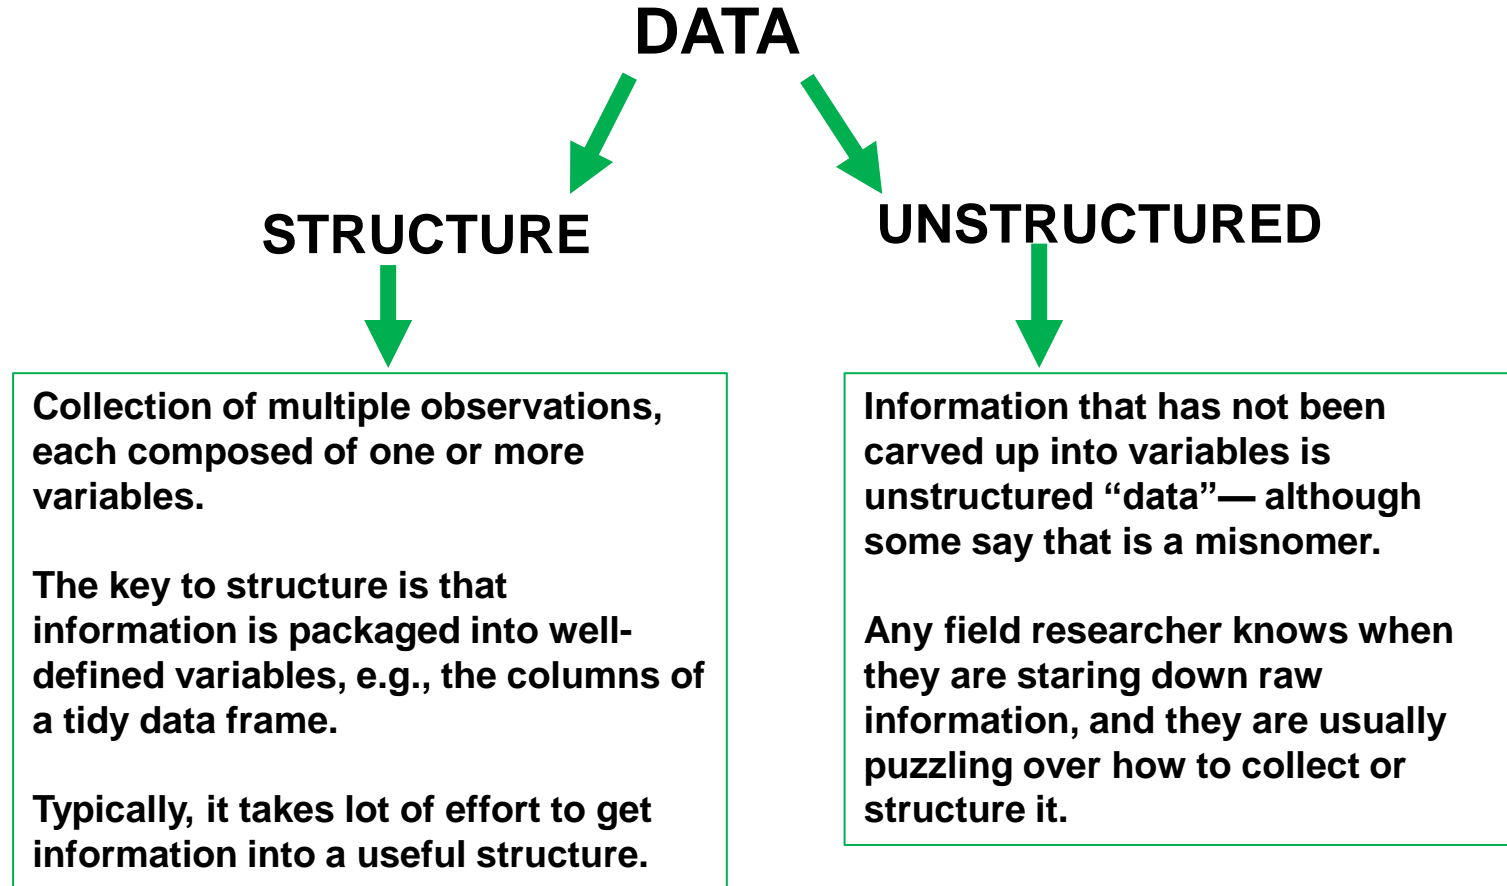 DATA
STRUCTURE
UNSTRUCTURED
Collection of multiple observations,
each composed of one or more
variables.
The key to structure is that
information is packaged into well-
defined variables, e.g., the columns of
a tidy data frame.
Typically, it takes lot of effort to get
information into a useful structure.
Information that has not been
carved up into variables is
unstructured “data”— although
some say that is a misnomer.
Any field researcher knows when
they are staring down raw
information, and they are usually
puzzling over how to collect or
structure it.